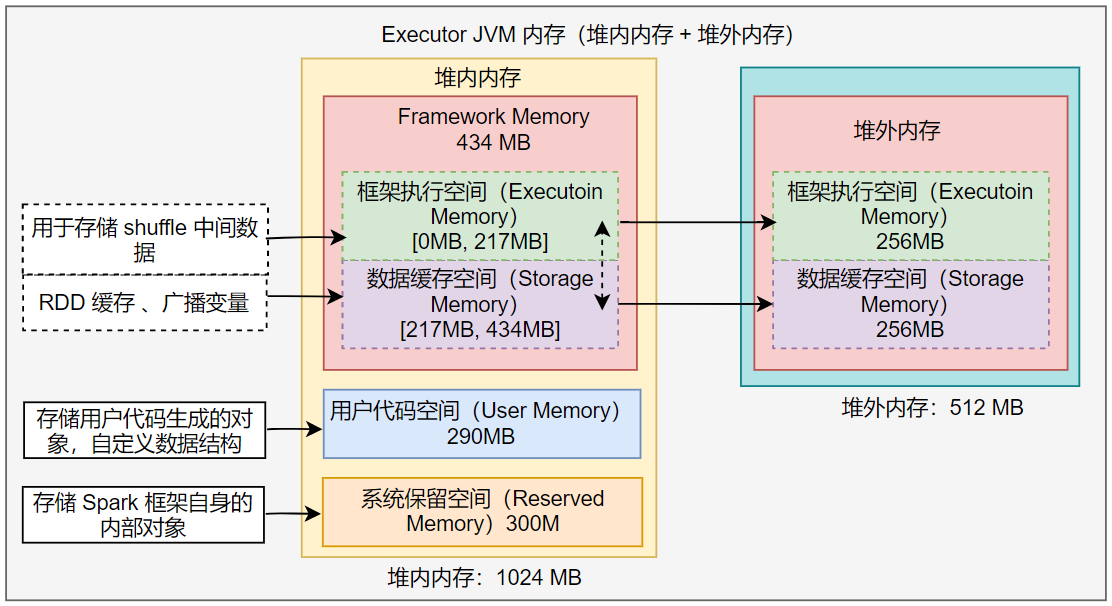 Executor JVM 内存（堆内内存 + 堆外内存）
堆内内存
Framework Memory
434 MB
框架执行空间（Executoin
Memory）
[0MB, 217MB]
数据缓存空间（Storage
Memory）
[217MB, 434MB]
用于存储 shuffle 中间数
据
RDD 缓存 、广播变量
堆外内存
框架执行空间（Executoin
Memory）
256MB
数据缓存空间（Storage
Memory）
256MB
堆外内存：512 MB
存储用户代码生成的对
象，自定义数据结构
用户代码空间（User Memory）
290MB
存储 Spark 框架自身的
内部对象
系统保留空间（Reserved
Memory）300M
堆内内存：1024 MB